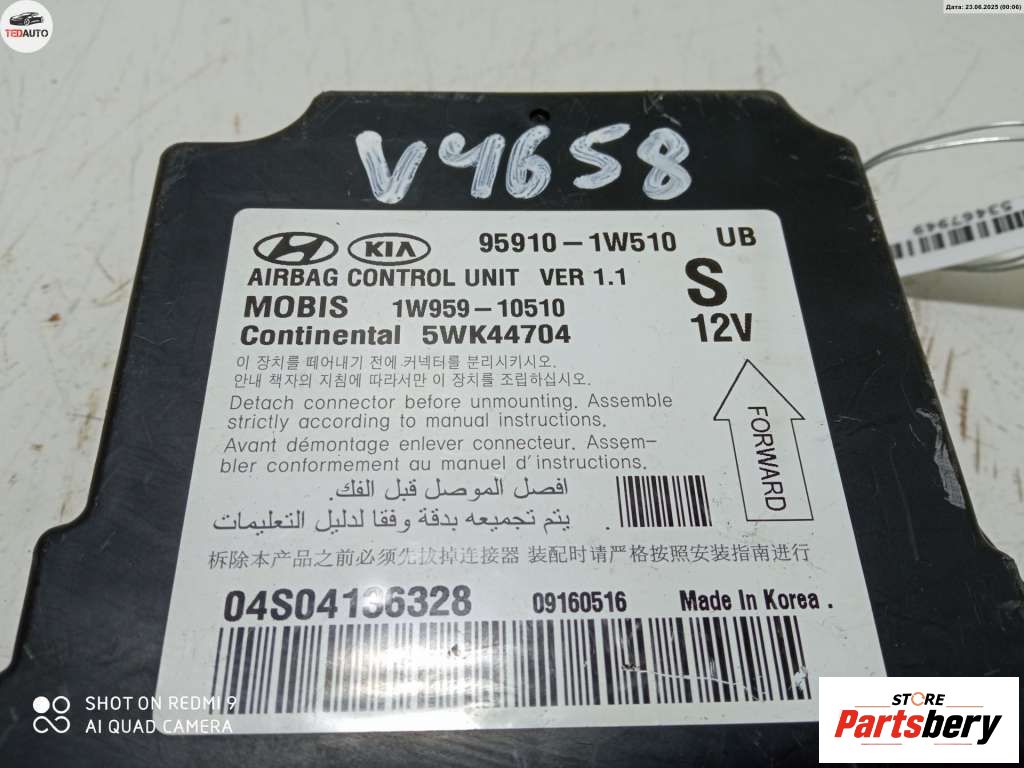 TEDAUTO
Дата: 23.06.2025 (00:06)
V4658
53467949
HYUNDAI KIA 95910-1W510 UB
AIRBAG CONTROL UNIT VER 1.1
S
MOBIS 1W959-10510
Continental 5WK44704
12V
이 장치를 떼어내기 전에 커넥터를 분리시키시오.
안내 책자의 지침에 따라서만 이 장치를 조립하십시오.
Detach connector before unmounting. Assemble
strictly according to manual instructions.
Avant démontage enlever connecteur. Assem-
bler conformement au manuel d'instructions.
FORWARD
افصل الموصل قبل الفك.
يتم تجميعه بدقة وفقا لدليل التعليمات .
拆除本产品之前必须先拔掉连接器 装配时请严格按照安装指南进行
04S04136328 09160516 Made In Korea .
SHOT ON REDMI 9
AI QUAD CAMERA
STORE
Partsbery